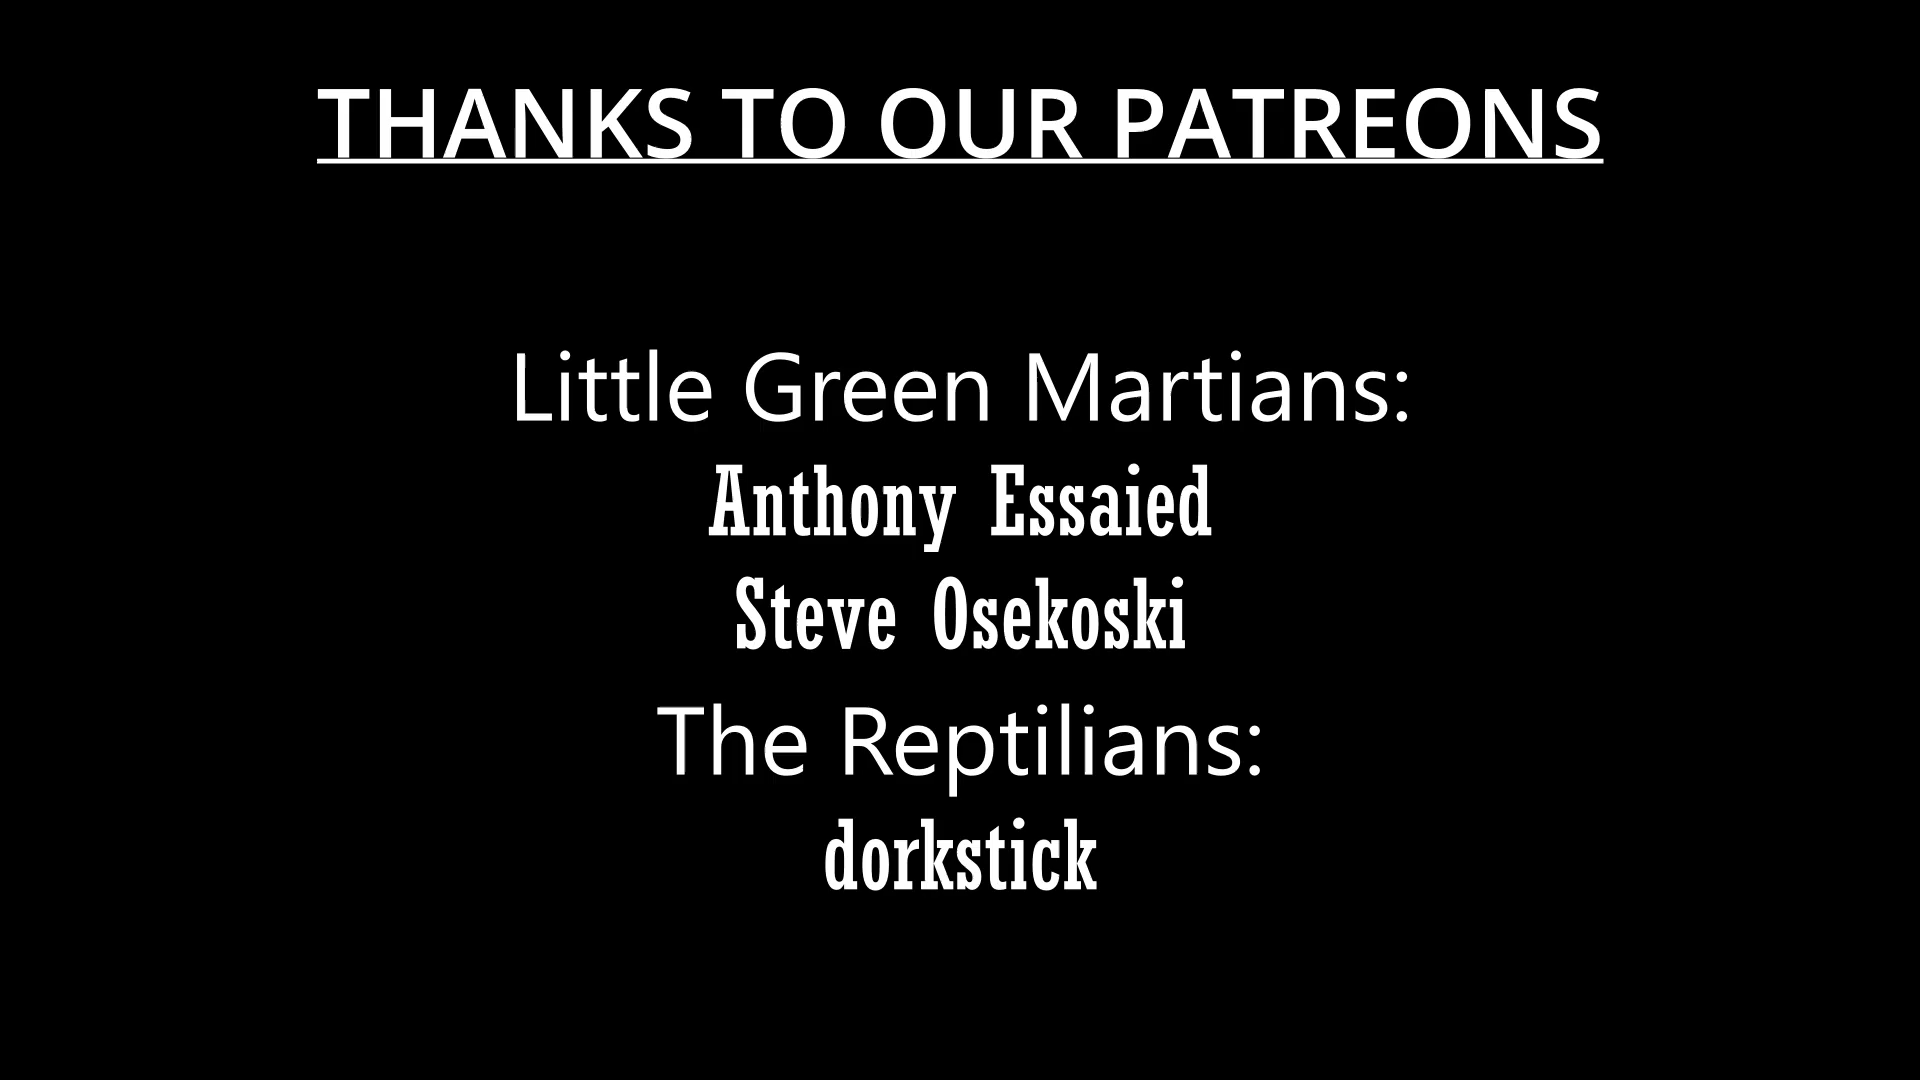 THANKS TO OUR PATREONS
Little Green Martians:
Anthony Essaied
Steve Osekoski
The Reptilians:
dorkstick